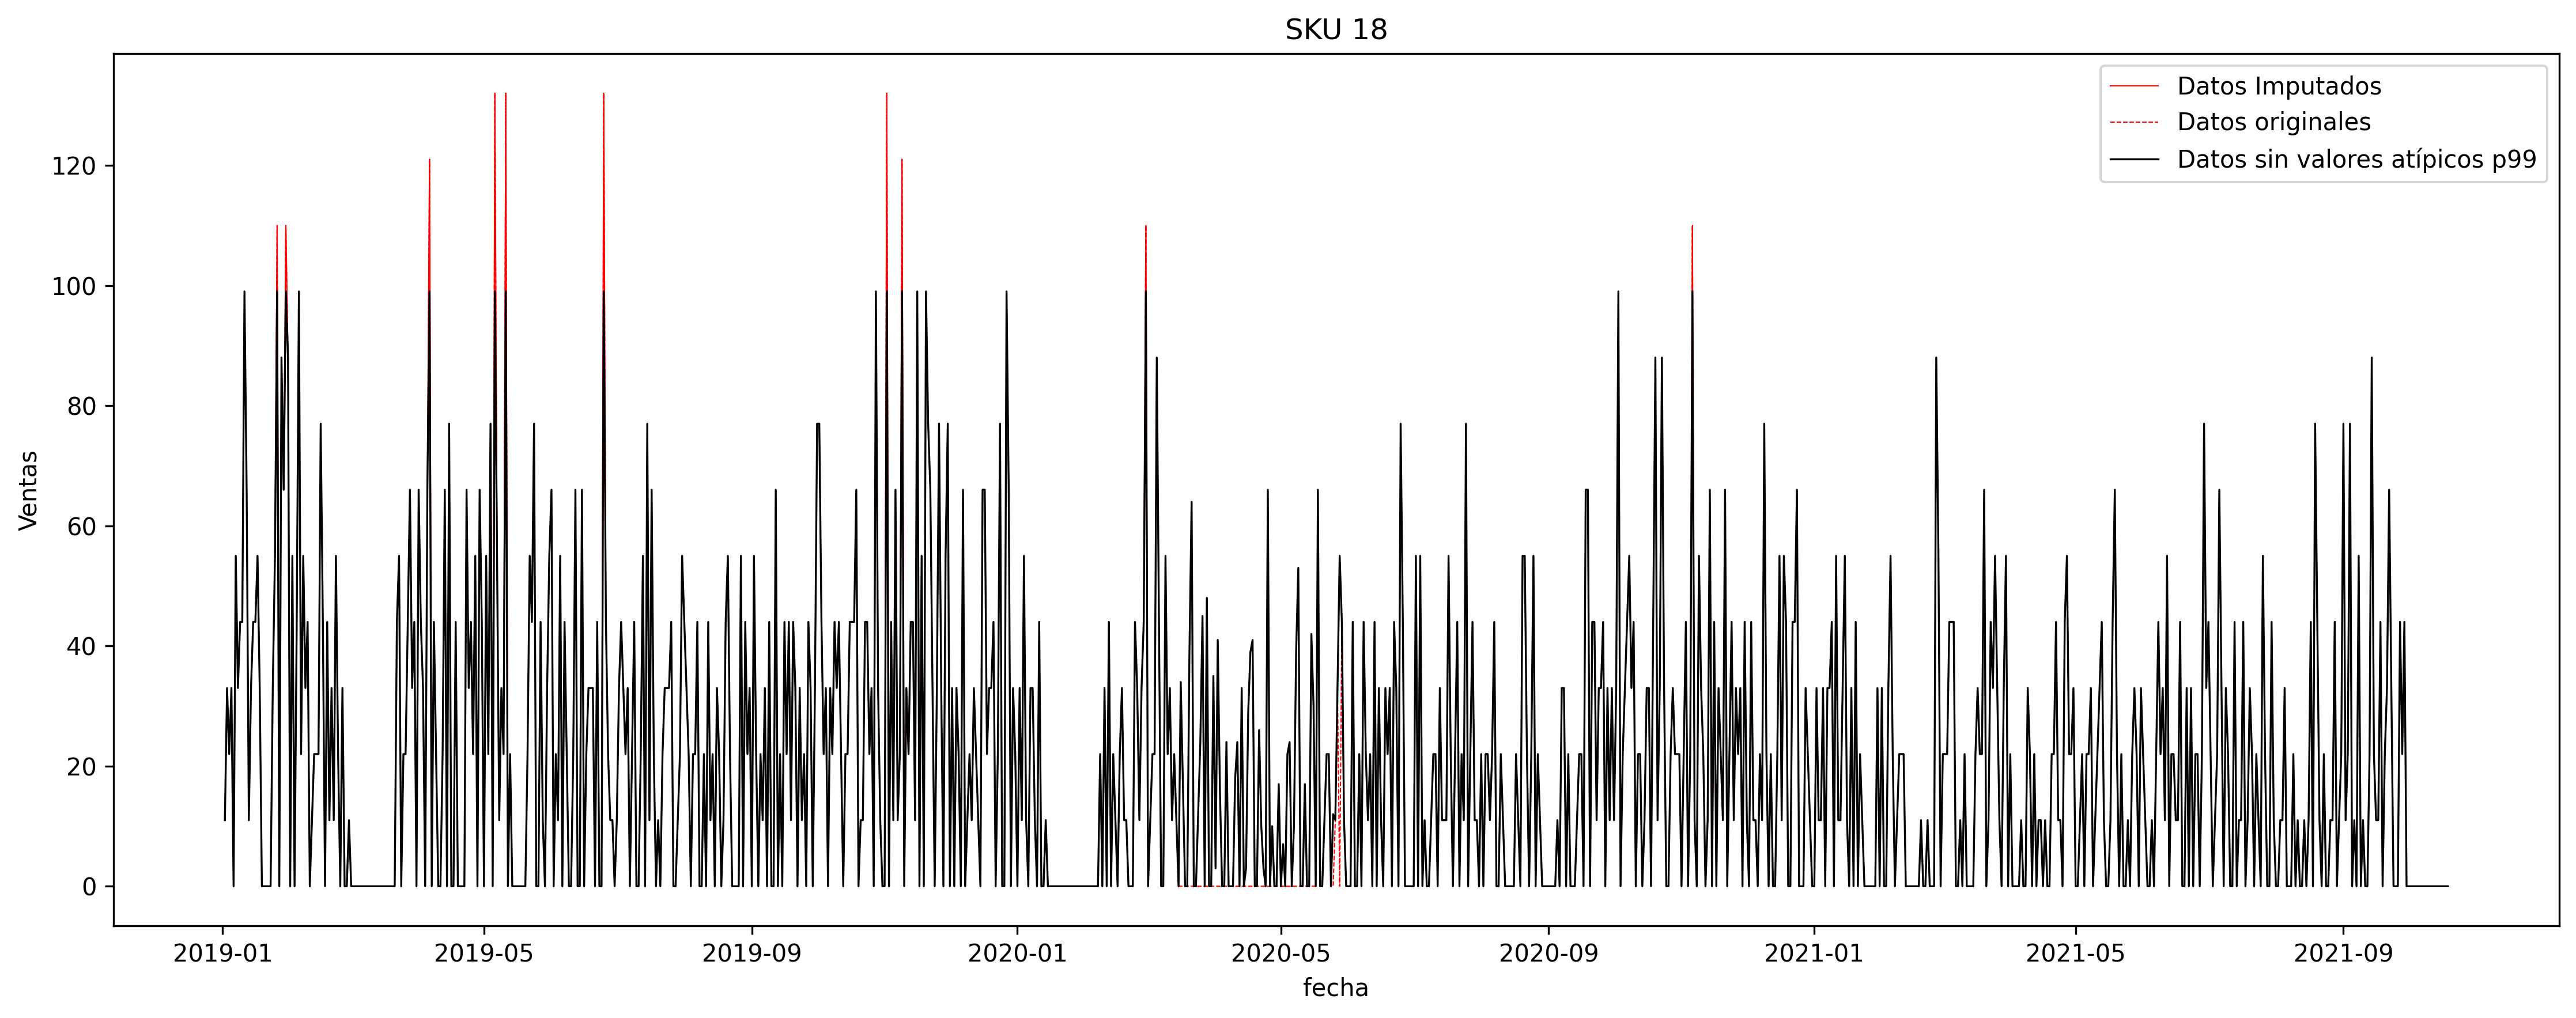 SKU 18
Datos Imputados
Datos originales
Datos sin valores atípicos p99
120
100
80
60
40
20
0
Ventas
2019-01 2019-05 2019-09 2020-01 2020-05 2020-09 2021-01 2021-05 2021-09
fecha